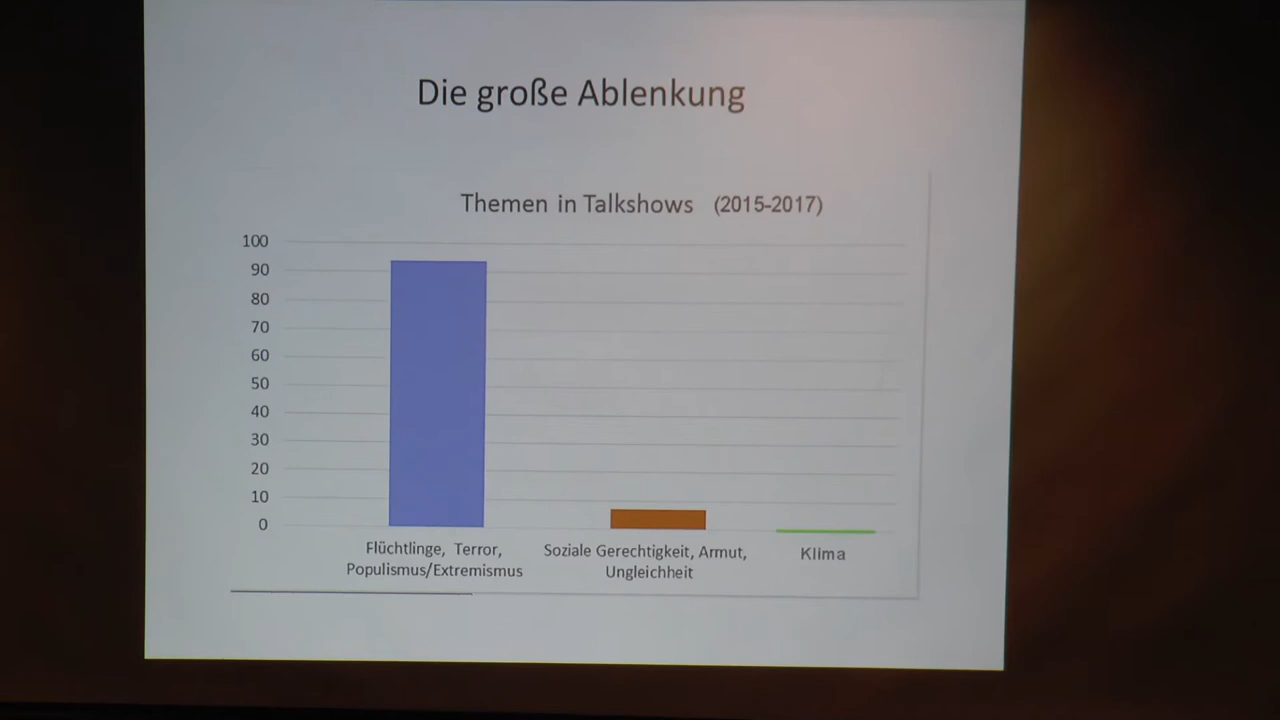 Die große Ablenkung
Themen in Talkshows (2015-2017)
100
90
80
70
60
50
40
30
20
10
0
Flüchtlinge, Terror,
Populismus/Extremismus
Soziale Gerechtigkeit, Armut,
Ungleichheit
Klima